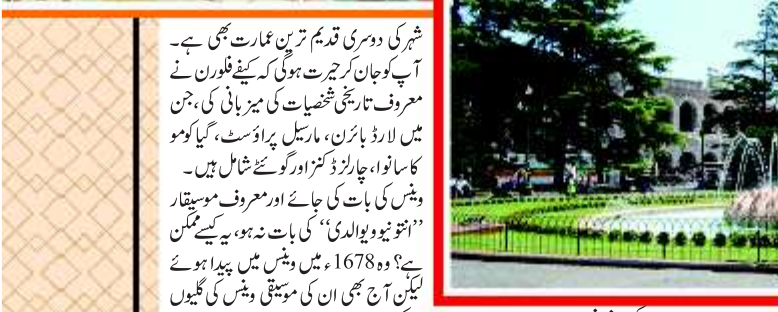 شہر کی دوسری قدیم ترین عمارت بھی ہے۔
آپ کو جان کر حیرت ہوگی کہ کیفے فلورن نے
معروف تاریخی شخصیات کی میزبانی کی، جن
میں لارڈ بائرن، مارسیل پراؤسٹ، گیاکومو
کاسانوا، چارلز ڈکنز اور گوئٹے شامل ہیں۔
وینس کی بات کی جائے اور معروف موسیقار
’’انتونیو ویوالدی‘‘ کی بات نہ ہو، یہ کیسے ممکن
ہے؟ وہ 1678ء میں وینس میں پیدا ہوئے
لیکن آج بھی ان کی موسیقی وینس کی گلیوں